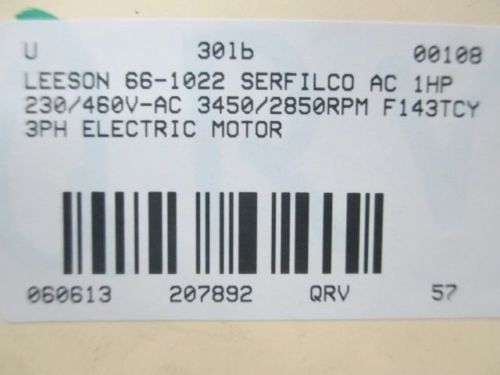 U 30lb 00108
LEESON 66-1022 SERFILCO AC 1HP
230/460V-AC 3450/2850RPM F143TCY
3PH ELECTRIC MOTOR
060613 207892 QRV 57